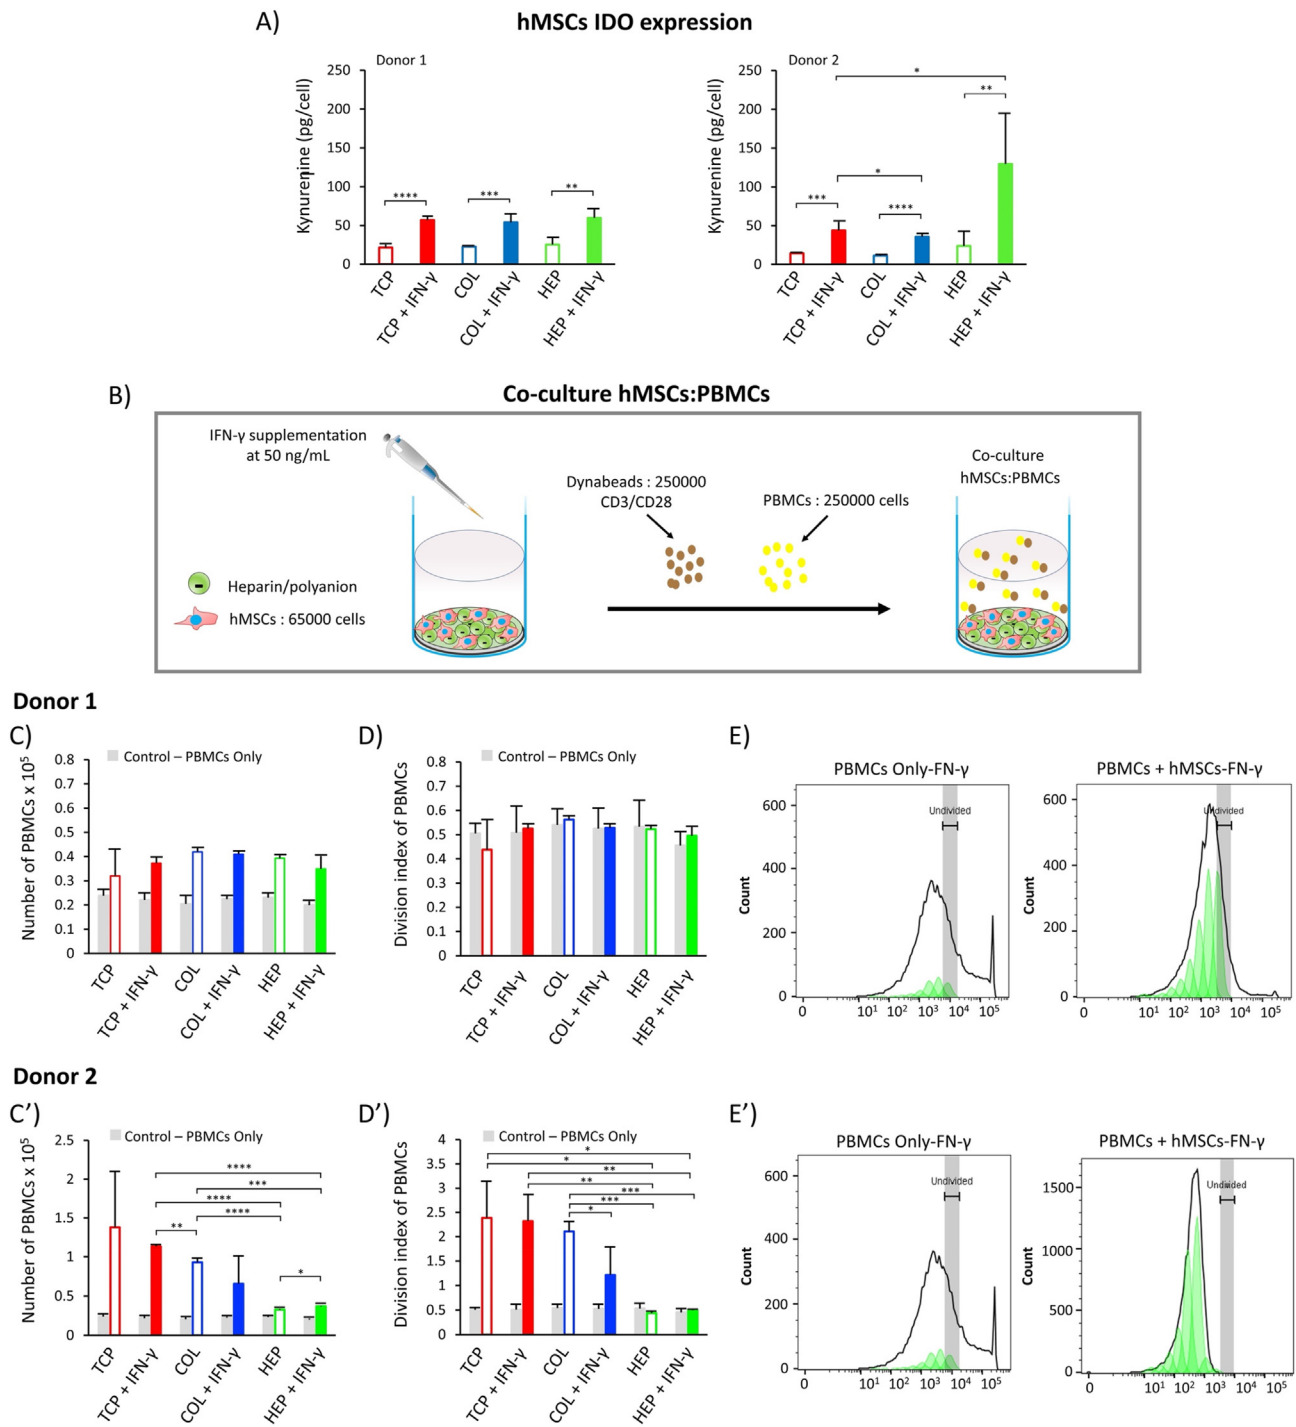 A)
hMSCs IDO expression
Donor 1
Kynurenine (pg/cell)
250
200
150
100
50
0
****
***
**
TCP
TCP + IFN-γ
COL
COL + IFN-γ
HEP
HEP + IFN-γ
Donor 2
Kynurenine (pg/cell)
250
200
150
100
50
0
*
**
*
***
****
TCP
TCP + IFN-γ
COL
COL + IFN-γ
HEP
HEP + IFN-γ
B)
Co-culture hMSCs:PBMCs
IFN-γ supplementation
at 50 ng/mL
Heparin/polyanion
hMSCs : 65000 cells
Dynabeads : 250000
CD3/CD28
PBMCs : 250000 cells
Co-culture
hMSCs:PBMCs
Donor 1
C)
Control – PBMCs Only
Number of PBMCs x 10⁵
0.8
0.7
0.6
0.5
0.4
0.3
0.2
0.1
0
TCP
TCP + IFN-γ
COL
COL + IFN-γ
HEP
HEP + IFN-γ
D)
Control – PBMCs Only
Division index of PBMCs
0.8
0.7
0.6
0.5
0.4
0.3
0.2
0.1
0
TCP
TCP + IFN-γ
COL
COL + IFN-γ
HEP
HEP + IFN-γ
E)
PBMCs Only-FN-γ
Undivided
Count
600
400
200
0
0 10¹ 10² 10³ 10⁴ 10⁵
PBMCs + hMSCs-FN-γ
Undivided
Count
600
400
200
0
0 10¹ 10² 10³ 10⁴ 10⁵
Donor 2
C’)
Control – PBMCs Only
Number of PBMCs x 10⁵
2.5
2
1.5
1
0.5
0
****
***
****
****
**
*
TCP
TCP + IFN-γ
COL
COL + IFN-γ
HEP
HEP + IFN-γ
D’)
Control – PBMCs Only
Division index of PBMCs
4
3.5
3
2.5
2
1.5
1
0.5
0
*
*
**
**
***
***
*
TCP
TCP + IFN-γ
COL
COL + IFN-γ
HEP
HEP + IFN-γ
E’)
PBMCs Only-FN-γ
Undivided
Count
600
400
200
0
0 10¹ 10² 10³ 10⁴ 10⁵
PBMCs + hMSCs-FN-γ
Undivided
Count
1500
1000
500
0
0 10¹ 10² 10³ 10⁴ 10⁵